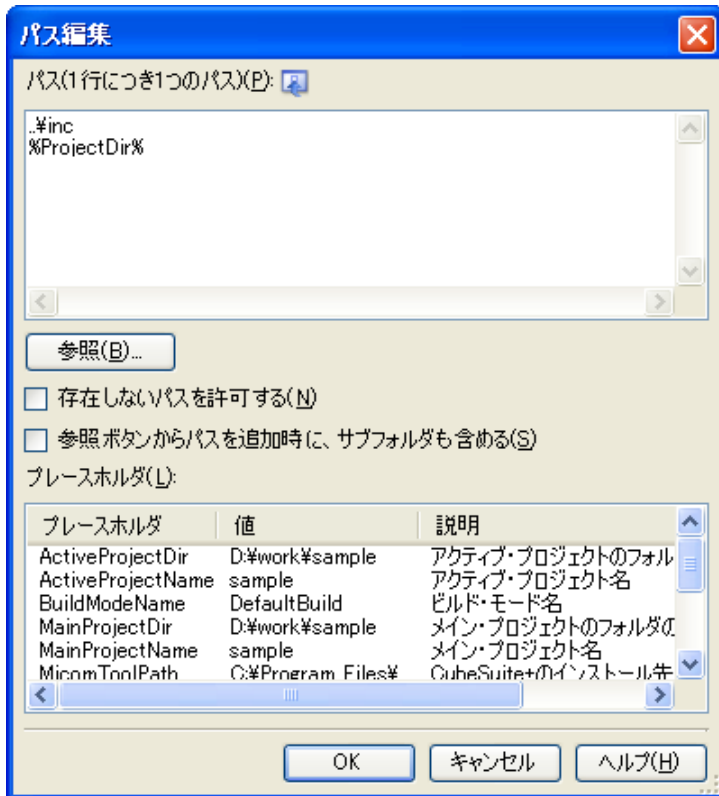 パス編集
パス(1行につき1つのパス)(P):
..¥inc
%ProjectDir%
参照(B)...
存在しないパスを許可する(N)
参照ボタンからパスを追加時に、サブフォルダも含める(S)
プレースホルダ(L):
プレースホルダ 値 説明
ActiveProjectDir D:¥work¥sample アクティブ・プロジェクトのフォル
ActiveProjectName sample アクティブ・プロジェクト名
BuildModeName DefaultBuild ビルド・モード名
MainProjectDir D:¥work¥sample メイン・プロジェクトのフォルダの
MainProjectName sample メイン・プロジェクト名
MicomToolPath C:¥Program Files¥ CubeSuite+のインストール先
OK キャンセル ヘルプ(H)